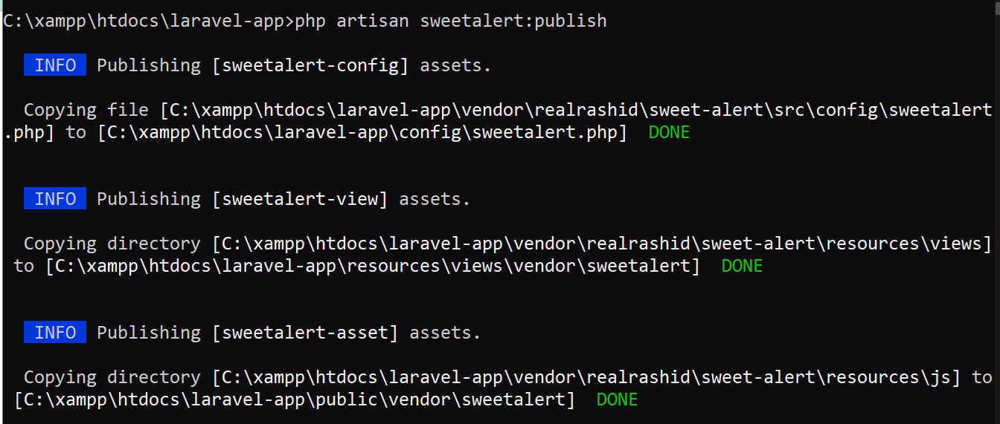 C:\xampp\htdocs\laravel-app>php artisan sweetalert:publish
INFO Publishing [sweetalert-config] assets.
Copying file [C:\xampp\htdocs\laravel-app\vendor\realrashid\sweet-alert\src\config\sweetalert
.php] to [C:\xampp\htdocs\laravel-app\config\sweetalert.php] DONE
INFO Publishing [sweetalert-view] assets.
Copying directory [C:\xampp\htdocs\laravel-app\vendor\realrashid\sweet-alert\resources\views]
to [C:\xampp\htdocs\laravel-app\resources\views\vendor\sweetalert] DONE
INFO Publishing [sweetalert-asset] assets.
Copying directory [C:\xampp\htdocs\laravel-app\vendor\realrashid\sweet-alert\resources\js] to
[C:\xampp\htdocs\laravel-app\public\vendor\sweetalert] DONE